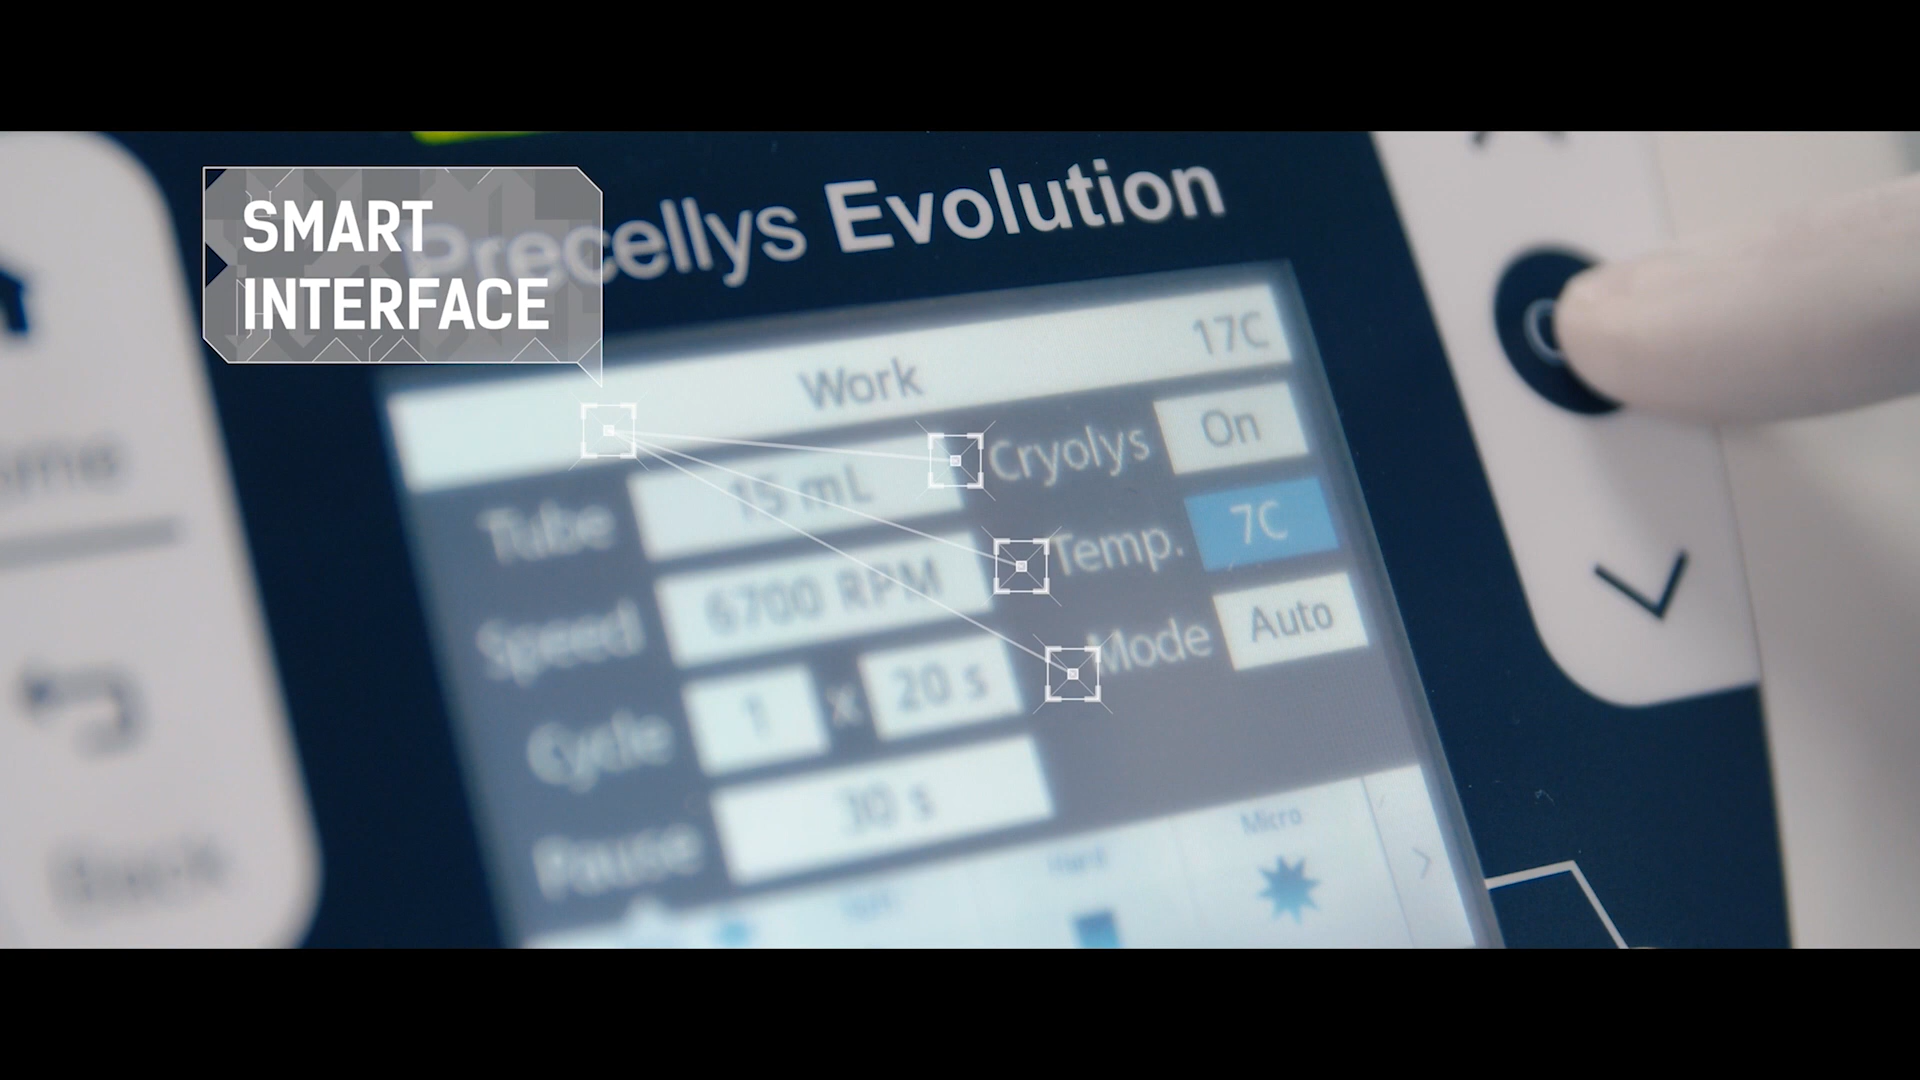 SMART
INTERFACE
Precellys Evolution
Work 17C
Tube 15 mL
Cryolys On
Speed 6700 RPM
Temp. 7C
Cycle 1 x 20 s
Mode Auto
Pause 30 s
Hard
Micro
Back